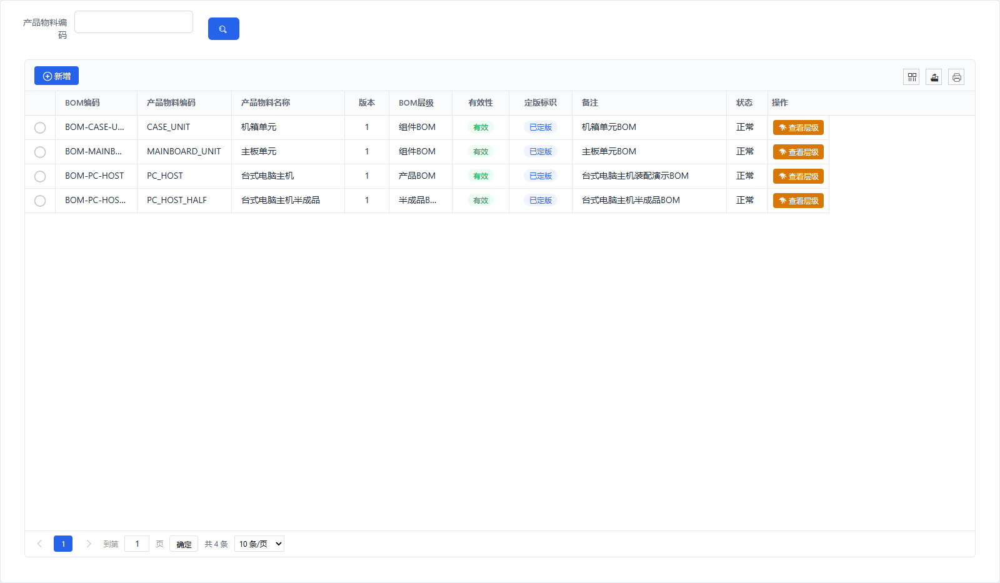 产品物料编码
新增
BOM编码 产品物料编码 产品物料名称 版本 BOM层级 有效性 定版标识 备注 状态 操作
BOM-CASE-U... CASE_UNIT 机箱单元 1 组件BOM 有效 已定版 机箱单元BOM 正常 查看层级
BOM-MAINB... MAINBOARD_UNIT 主板单元 1 组件BOM 有效 已定版 主板单元BOM 正常 查看层级
BOM-PC-HOST PC_HOST 台式电脑主机 1 产品BOM 有效 已定版 台式电脑主机装配演示BOM 正常 查看层级
BOM-PC-HOS... PC_HOST_HALF 台式电脑主机半成品 1 半成品B... 有效 已定版 台式电脑主机半成品BOM 正常 查看层级
1 到第 1 页 确定 共 4 条 10 条/页